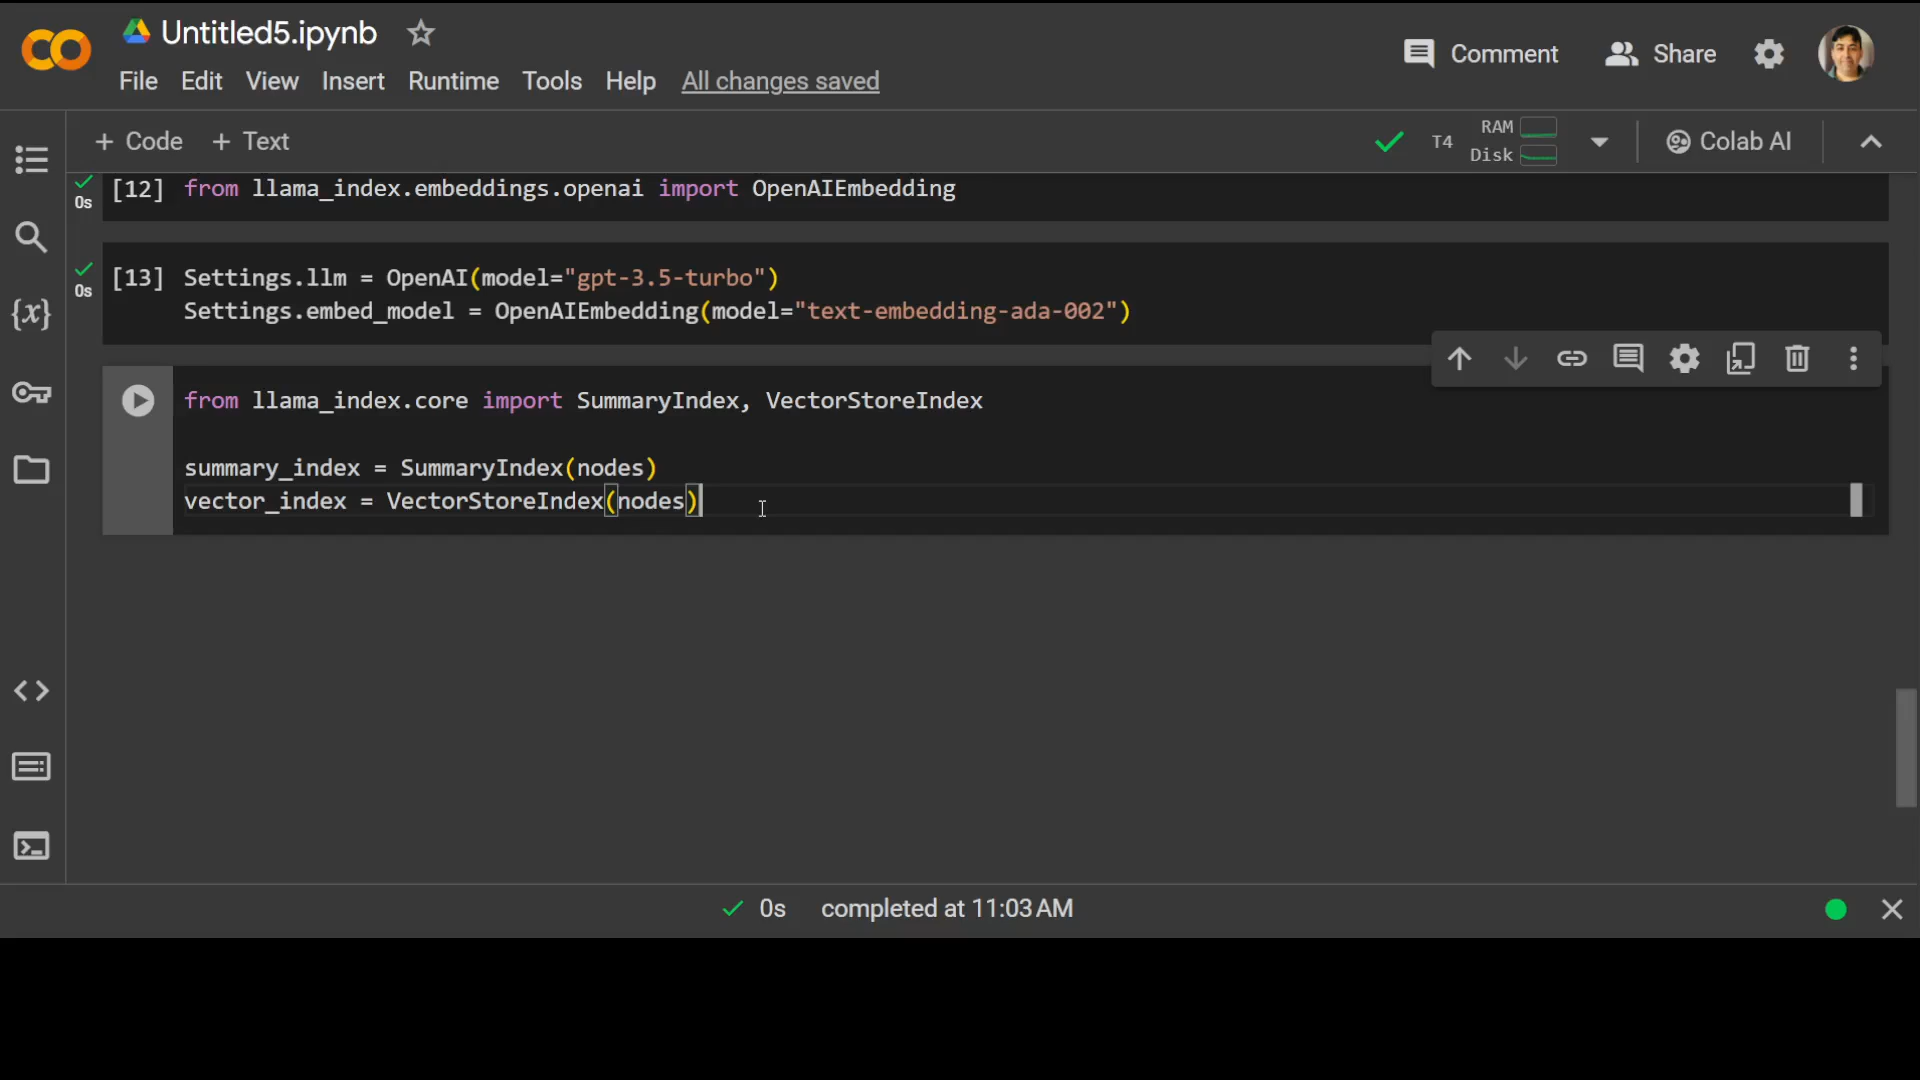 Untitled5.ipynb
Comment
Share
File Edit View Insert Runtime Tools Help All changes saved
+ Code + Text
T4
RAM
Disk
Colab AI
0s
[12] from llama_index.embeddings.openai import OpenAIEmbedding
0s
[13] Settings.llm = OpenAI(model="gpt-3.5-turbo")
Settings.embed_model = OpenAIEmbedding(model="text-embedding-ada-002")
from llama_index.core import SummaryIndex, VectorStoreIndex
summary_index = SummaryIndex(nodes)
vector_index = VectorStoreIndex(nodes)
0s completed at 11:03 AM